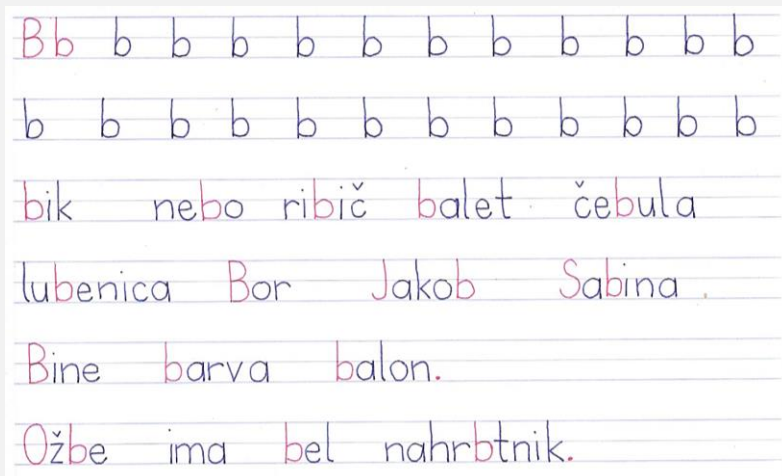 Bb b b b b b b b b b b b
b b b b b b b b b b b b
bik nebo ribič balet čebula
lubenica Bor Jakob Sabina
Bine barva balon.
Ožbe ima bel nahrbtnik.